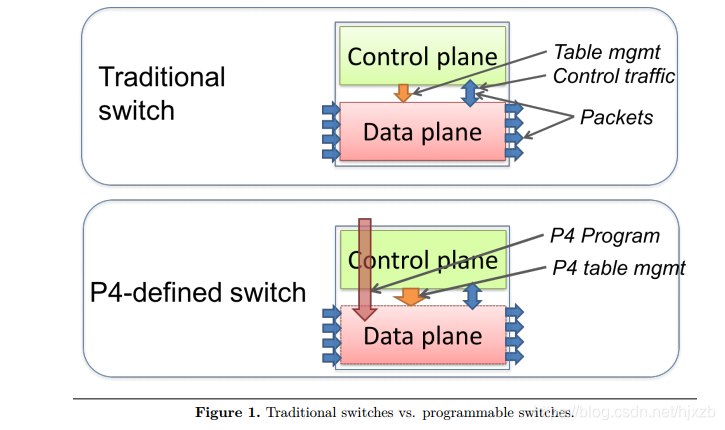 Control plane
Table mgmt
Control traffic
Traditional
switch
Data plane
Packets
Control plane
P4 Program
P4 table mgmt
P4-defined switch
Data plane
Figure 1. Traditional switches vs. programmable switches.
blog.csdn.net/hjxzb